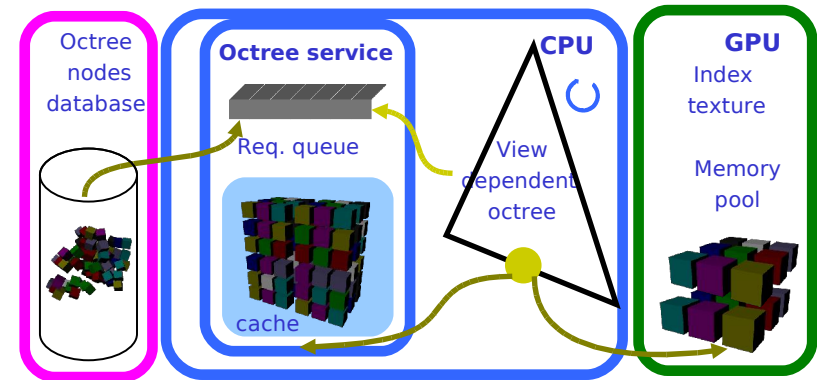 Octree
nodes
database
Octree service
Req. queue
cache
CPU
View
dependent
octree
GPU
Index
texture
Memory
pool